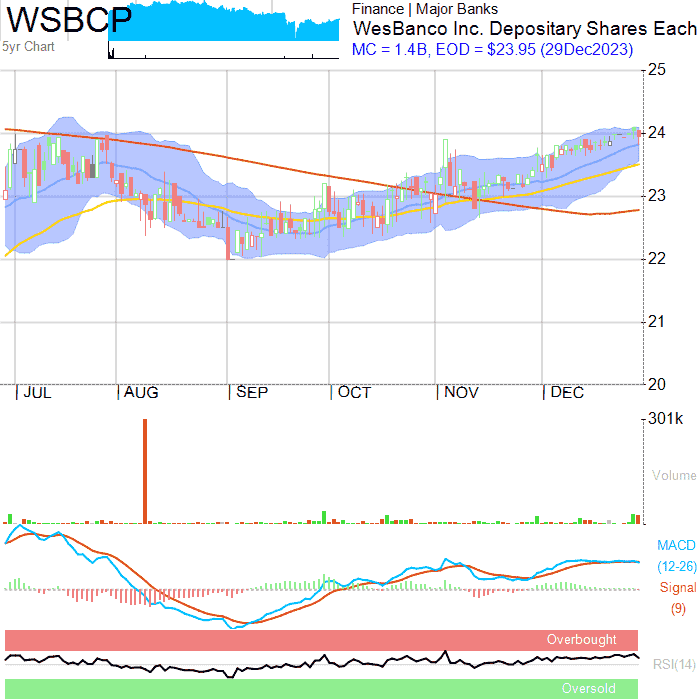 WSBCP
5yr Chart
Finance | Major Banks
WesBanco Inc. Depositary Shares Each
MC = 1.4B, EOD = $23.95 (29Dec2023)
25
24
23
22
21
20
JUL AUG SEP OCT NOV DEC
301k
Volume
MACD
(12-26)
Signal
(9)
Overbought
RSI(14)
Oversold